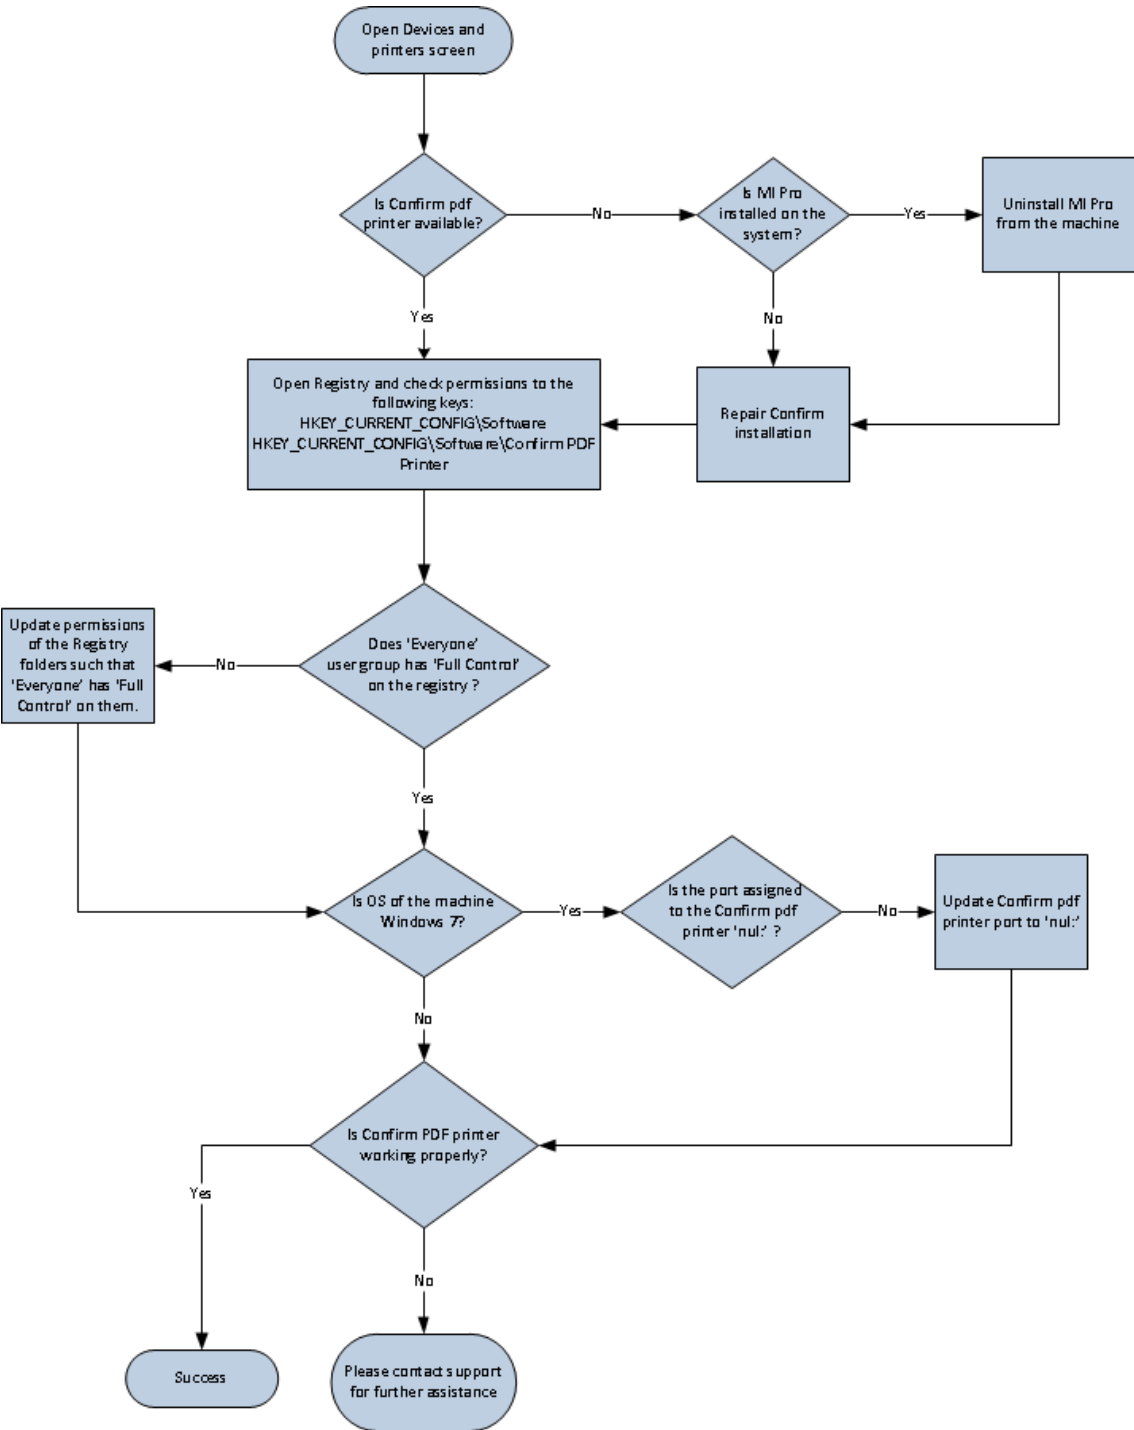 Open Devices and
printers screen
Is Confirm pdf
printer available?
No
Is MI Pro
installed on the
system?
Yes
Uninstall MI Pro
from the machine
Yes
No
Open Registry and check permissions to the
following keys:
HKEY_CURRENT_CONFIG\Software
HKEY_CURRENT_CONFIG\Software\Confirm PDF
Printer
Repair Confirm
installation
Update permissions
of the Registry
folders such that
'Everyone' has 'Full
Control' on them.
No
Does 'Everyone'
user group has 'Full Control'
on the registry ?
Yes
Is OS of the machine
Windows 7?
Yes
Is the port assigned
to the Confirm pdf
printer 'nul:' ?
No
Update Confirm pdf
printer port to 'nul:'
No
Is Confirm PDF printer
working properly?
Yes
No
Success
Please contact support
for further assistance